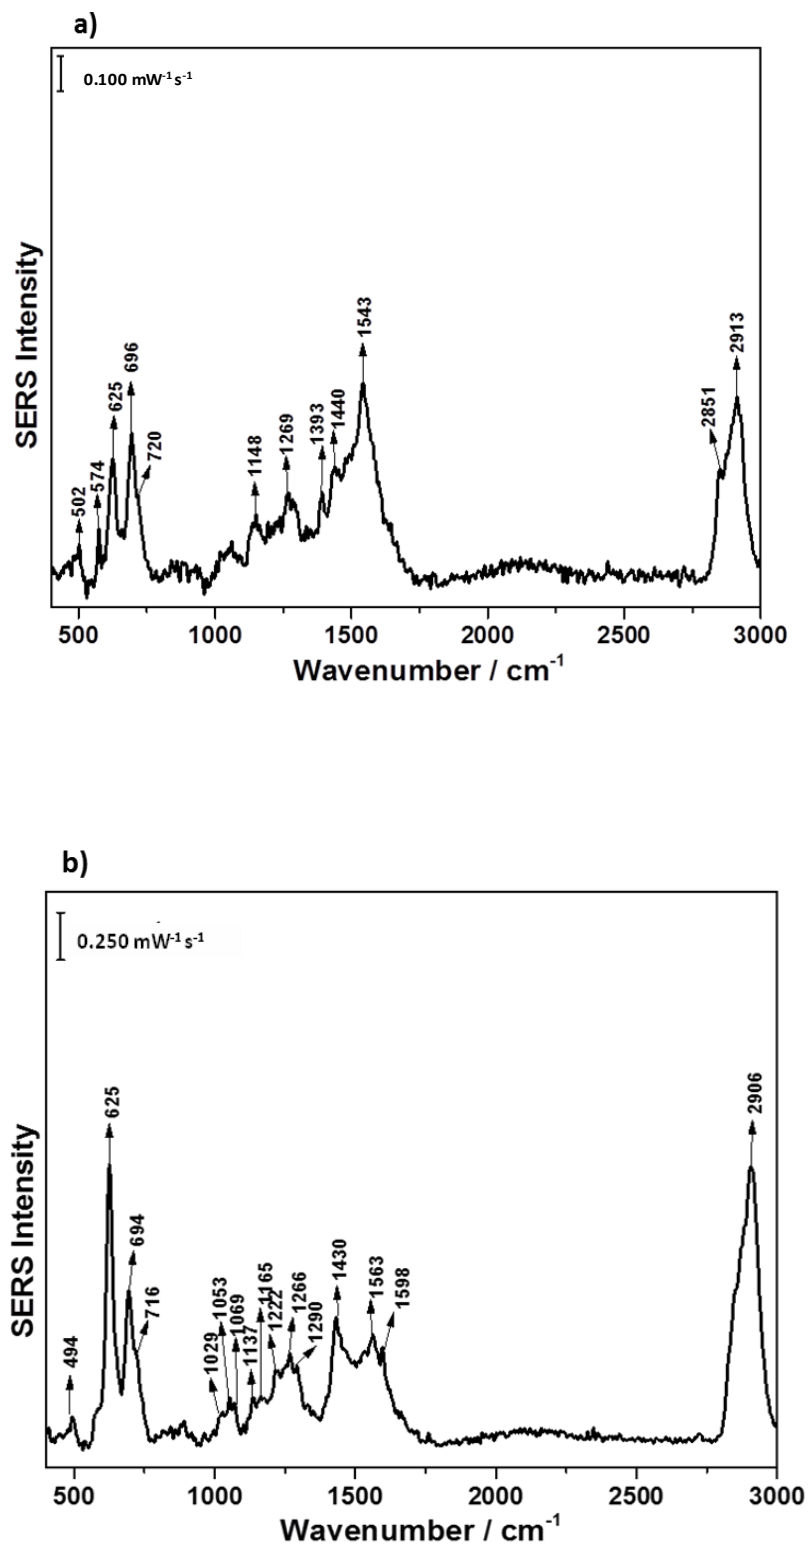 a)
0.100 mW-1 s-1
SERS Intensity
502
574
625
696
720
1148
1269
1393
1440
1543
2851
2913
500 1000 1500 2000 2500 3000
Wavenumber / cm-1
b)
0.250 mW-1 s-1
SERS Intensity
494
625
694
716
1029
1053
1069
1137
1165
1222
1266
1290
1430
1563
1598
2906
500 1000 1500 2000 2500 3000
Wavenumber / cm-1